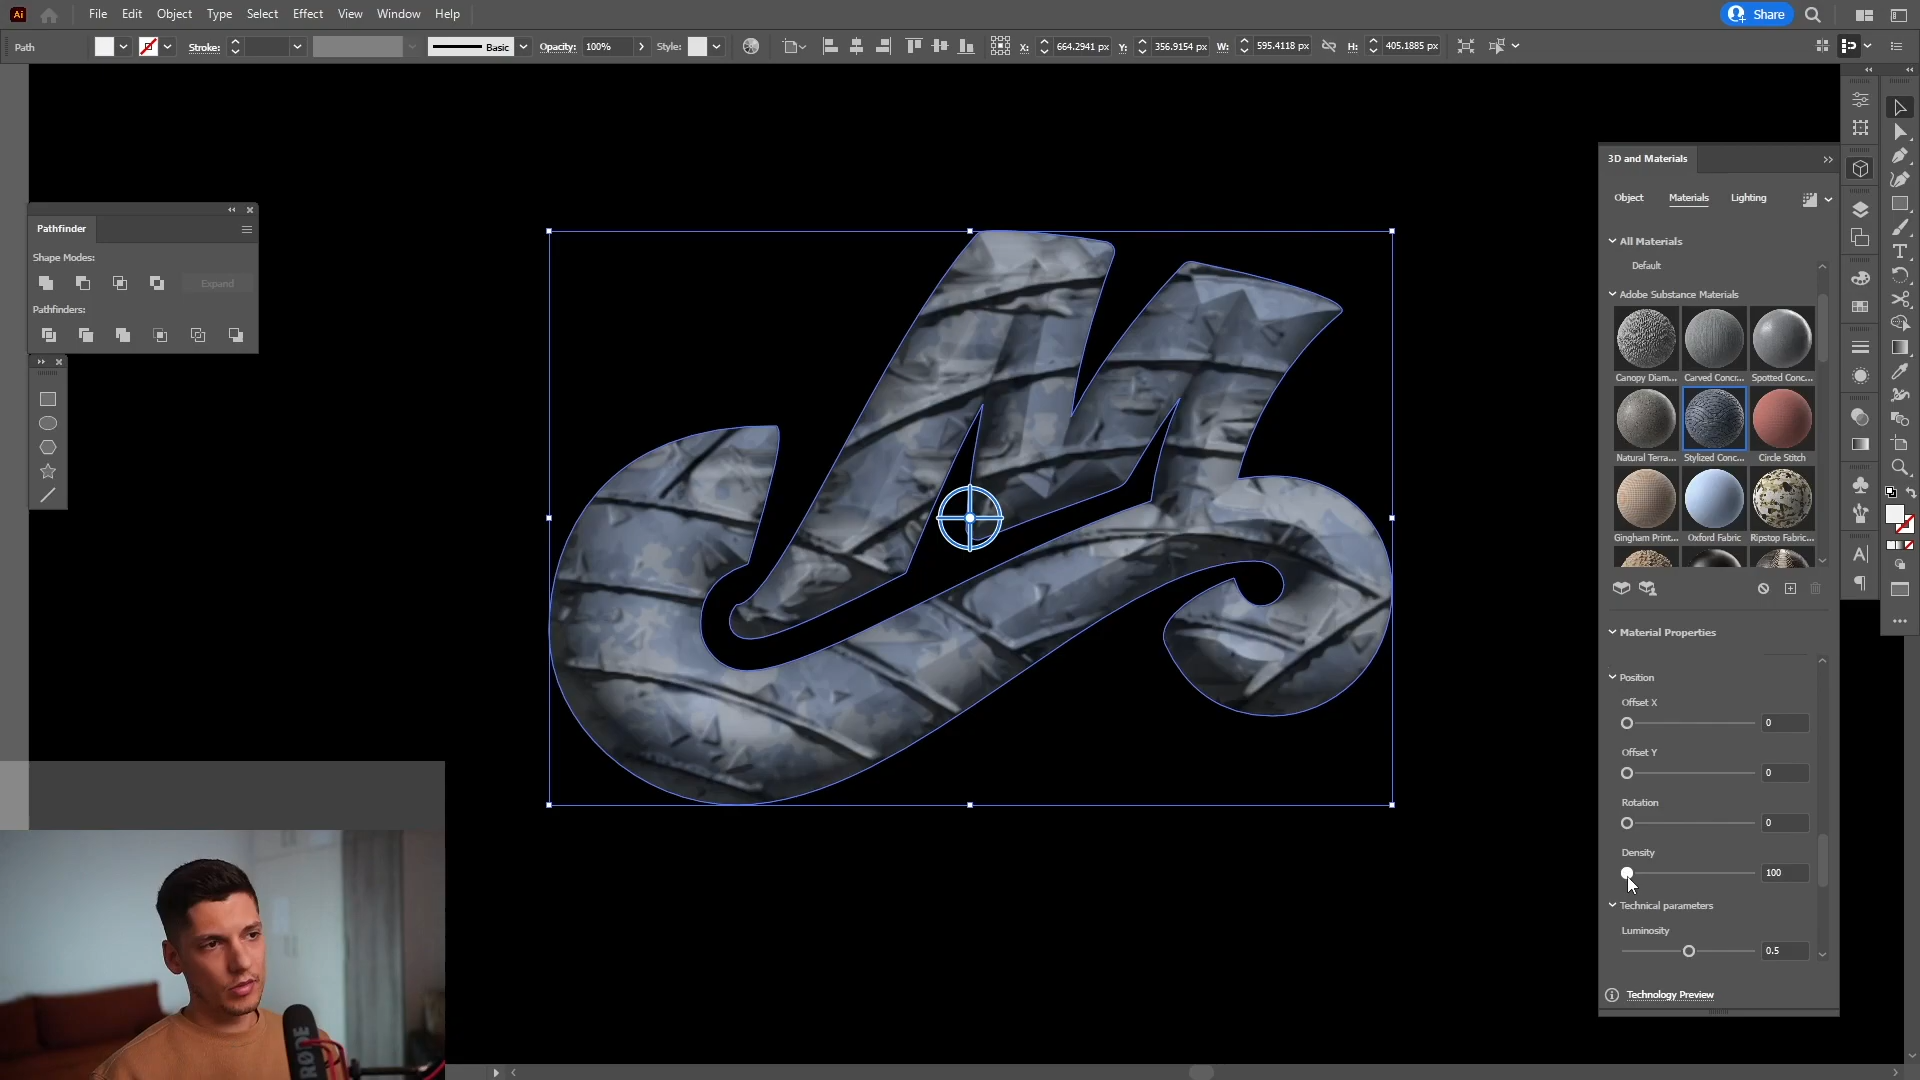 Ai File Edit Object Type Select Effect View Window Help Share
Path Stroke: Basic Opacity: 100% Style: X: 664.2941 px Y: 356.9154 px W: 595.4118 px H: 405.1885 px
Pathfinder
Shape Modes:
Expand
Pathfinders:
3D and Materials
Object Materials Lighting
All Materials
Default
Adobe Substance Materials
Canopy Diam... Carved Concr... Spotted Conc...
Natural Terra... Stylized Conc... Circle Stitch
Gingham Print... Oxford Fabric Ripstop Fabric...
Material Properties
Position
Offset X
0
Offset Y
0
Rotation
0
Density
100
Technical parameters
Luminosity
0.5
Technology Preview
RØDE